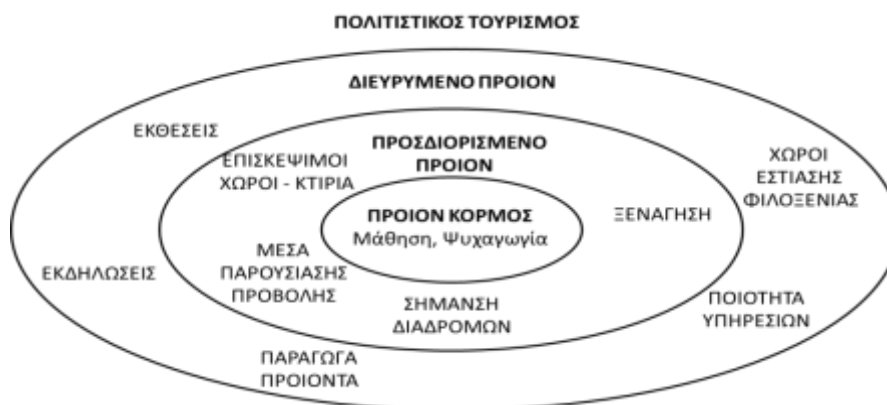 ΠΟΛΙΤΙΣΤΙΚΟΣ ΤΟΥΡΙΣΜΟΣ
ΔΙΕΥΡΥΜΕΝΟ ΠΡΟΙΟΝ
ΕΚΘΕΣΕΙΣ
ΠΡΟΣΔΙΟΡΙΣΜΕΝΟ
ΠΡΟΙΟΝ
ΕΠΙΣΚΕΨΙΜΟΙ
ΧΩΡΟΙ - ΚΤΙΡΙΑ
ΧΩΡΟΙ
ΕΣΤΙΑΣΗΣ
ΦΙΛΟΞΕΝΙΑΣ
ΠΡΟΙΟΝ ΚΟΡΜΟΣ
Μάθηση, Ψυχαγωγία
ΞΕΝΑΓΗΣΗ
ΕΚΔΗΛΩΣΕΙΣ
ΜΕΣΑ
ΠΑΡΟΥΣΙΑΣΗΣ
ΠΡΟΒΟΛΗΣ
ΣΗΜΑΝΣΗ
ΔΙΑΔΡΟΜΩΝ
ΠΟΙΟΤΗΤΑ
ΥΠΗΡΕΣΙΩΝ
ΠΑΡΑΓΩΓΑ
ΠΡΟΙΟΝΤΑ